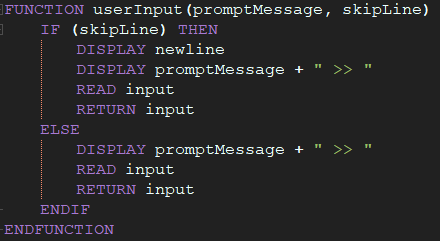 FUNCTION userInput(promptMessage, skipLine)
    IF (skipLine) THEN
        DISPLAY newline
        DISPLAY promptMessage + " >> "
        READ input
        RETURN input
    ELSE
        DISPLAY promptMessage + " >> "
        READ input
        RETURN input
    ENDIF
ENDFUNCTION